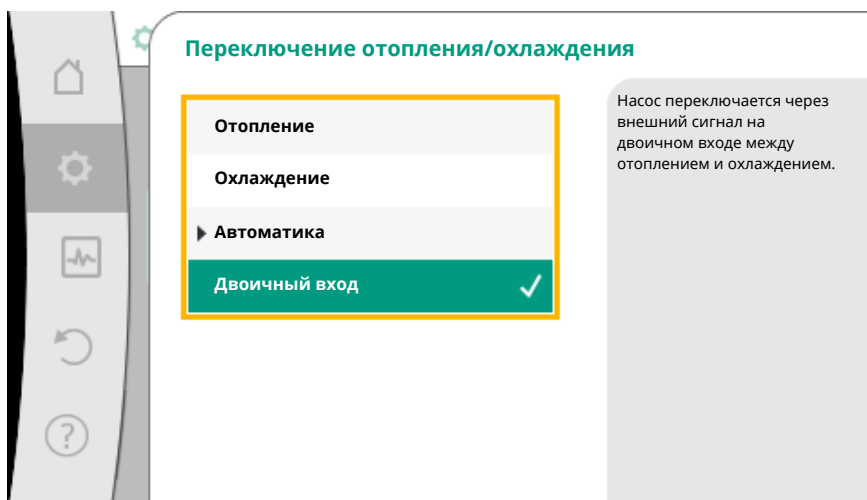 Переключение отопления/охлаждения
Отопление
Охлаждение
Автоматика
Двоичный вход
Насос переключается через
внешний сигнал на
двоичном входе между
отоплением и охлаждением.
?